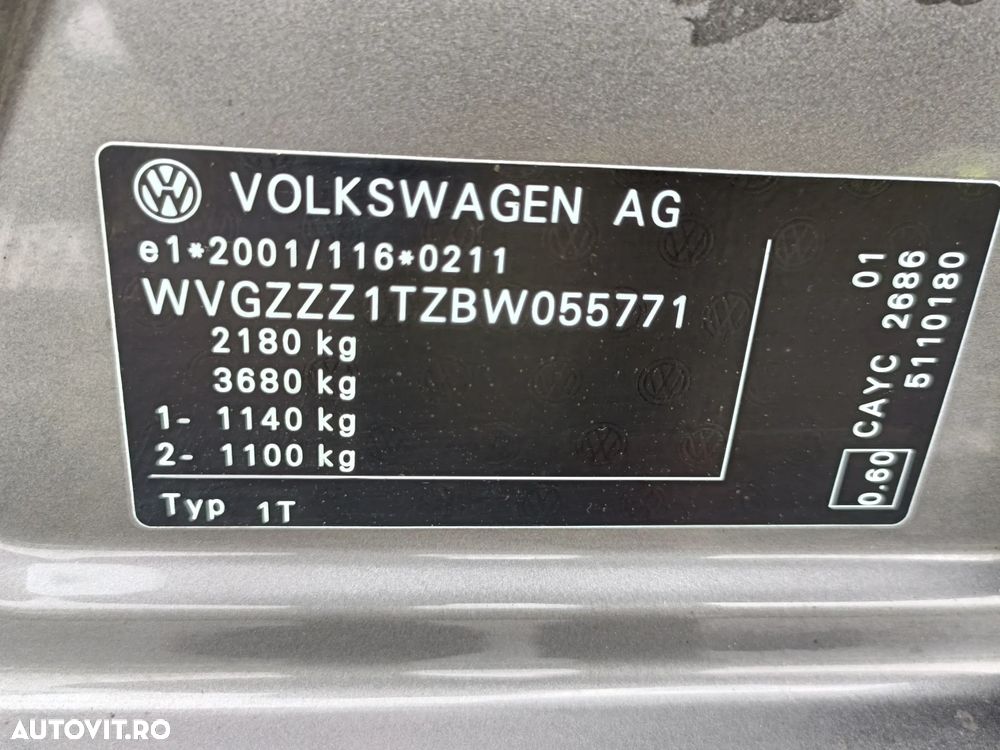 VOLKSWAGEN AG
e1*2001/116*0211
WVGZZZ1TZBW055771
2180 kg
3680 kg
1- 1140 kg
2- 1100 kg
Typ 1T
01
0.60 CAYC 2686
5110180
AUTOVIT.RO